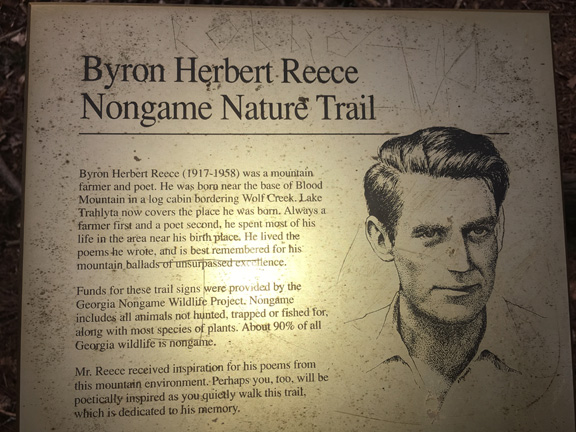 Byron Herbert Reece
Nongame Nature Trail
Byron Herbert Reece (1917-1958) was a mountain
farmer and poet. He was born near the base of Blood
Mountain in a log cabin bordering Wolf Creek. Lake
Trahlyta now covers the place he was born. Always a
farmer first and a poet second, he spent most of his
life in the area near his birth place. He lived the
poems he wrote, and is best remembered for his
mountain ballads of unsurpassed excellence.
Funds for these trail signs were provided by the
Georgia Nongame Wildlife Project. Nongame
includes all animals not hunted, trapped or fished for,
along with most species of plants. About 90% of all
Georgia wildlife is nongame.
Mr. Reece received inspiration for his poems from
this mountain environment. Perhaps you, too, will be
poetically inspired as you quietly walk this trail,
which is dedicated to his memory.